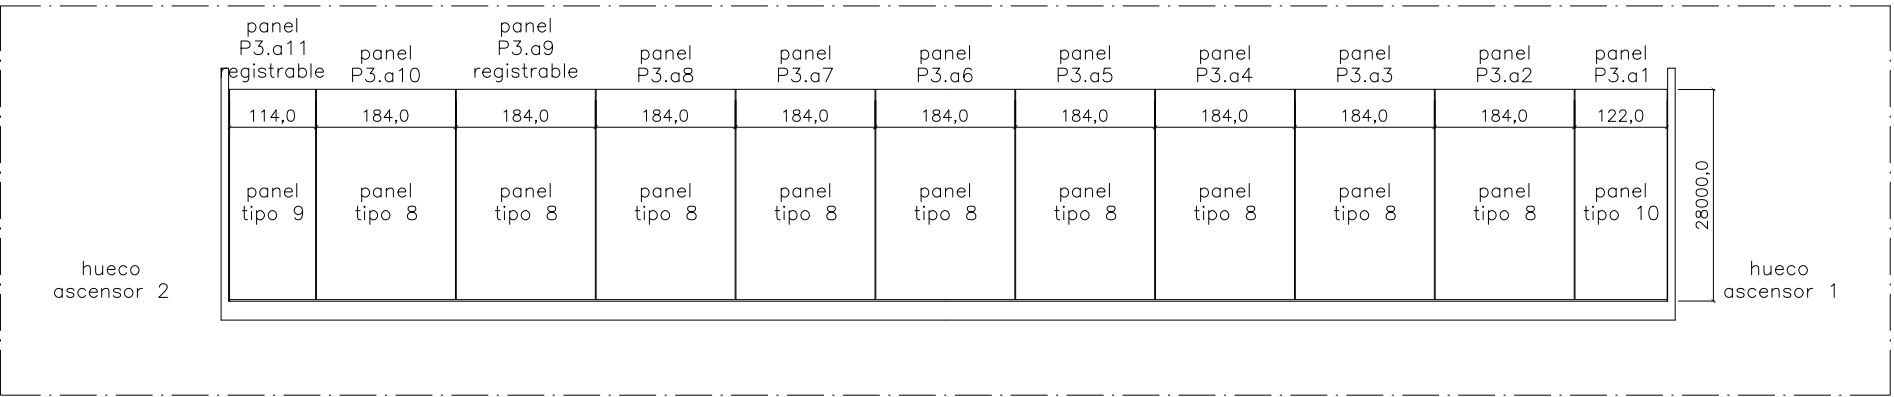 panel
P3.a11
registrable
panel
P3.a10
panel
P3.a9
registrable
panel
P3.a8
panel
P3.a7
panel
P3.a6
panel
P3.a5
panel
P3.a4
panel
P3.a3
panel
P3.a2
panel
P3.a1
114,0
184,0
184,0
184,0
184,0
184,0
184,0
184,0
184,0
184,0
122,0
panel
tipo 9
panel
tipo 8
panel
tipo 8
panel
tipo 8
panel
tipo 8
panel
tipo 8
panel
tipo 8
panel
tipo 8
panel
tipo 8
panel
tipo 8
panel
tipo 10
28000,0
hueco
ascensor 2
hueco
ascensor 1